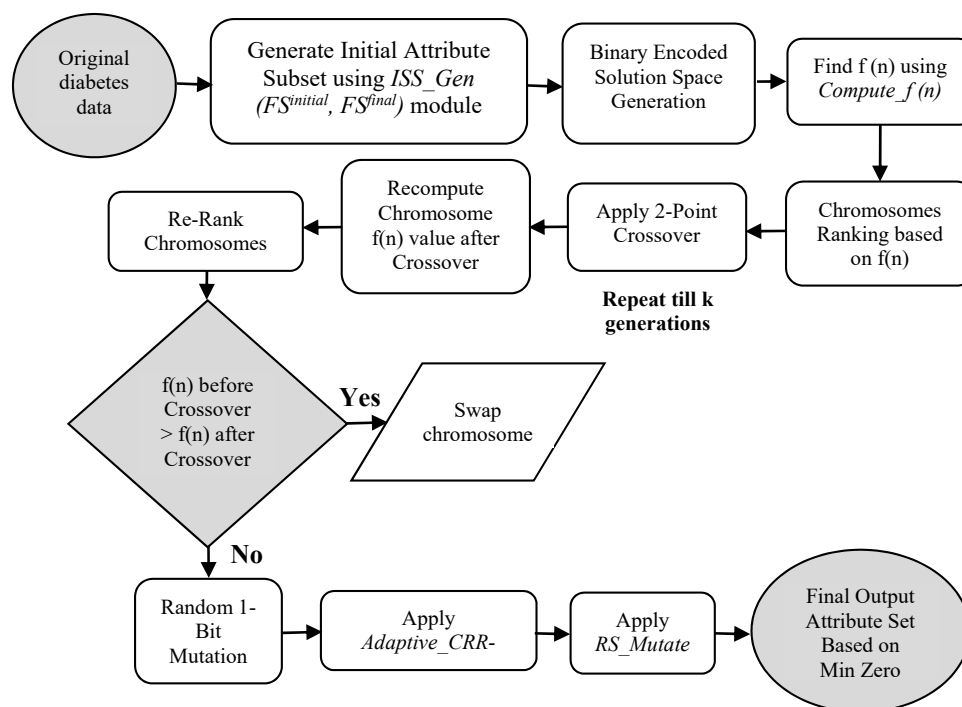 Original
diabetes
data
Generate Initial Attribute
Subset using ISS_Gen
(FSinitial, FSfinal) module
Binary Encoded
Solution Space
Generation
Find f (n) using
Compute_f (n)
Chromosomes
Ranking based
on f(n)
Apply 2-Point
Crossover
Repeat till k
generations
Recompute
Chromosome
f(n) value after
Crossover
Re-Rank
Chromosomes
f(n) before
Crossover
> f(n) after
Crossover
Yes
Swap
chromosome
No
Random 1-
Bit
Mutation
Apply
Adaptive_CRR-
Apply
RS_Mutate
Final Output
Attribute Set
Based on
Min Zero